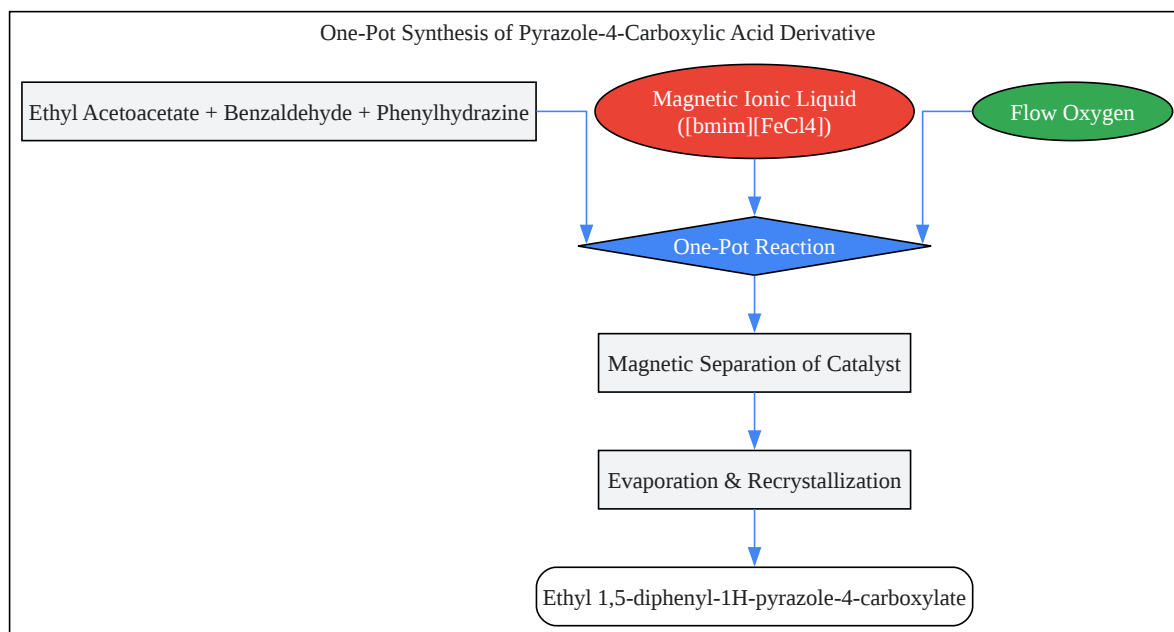 One-Pot Synthesis of Pyrazole-4-Carboxylic Acid Derivative
Ethyl Acetoacetate + Benzaldehyde + Phenylhydrazine
Magnetic Ionic Liquid
([bmim][FeCl4])
Flow Oxygen
One-Pot Reaction
Magnetic Separation of Catalyst
Evaporation & Recrystallization
Ethyl 1,5-diphenyl-1H-pyrazole-4-carboxylate